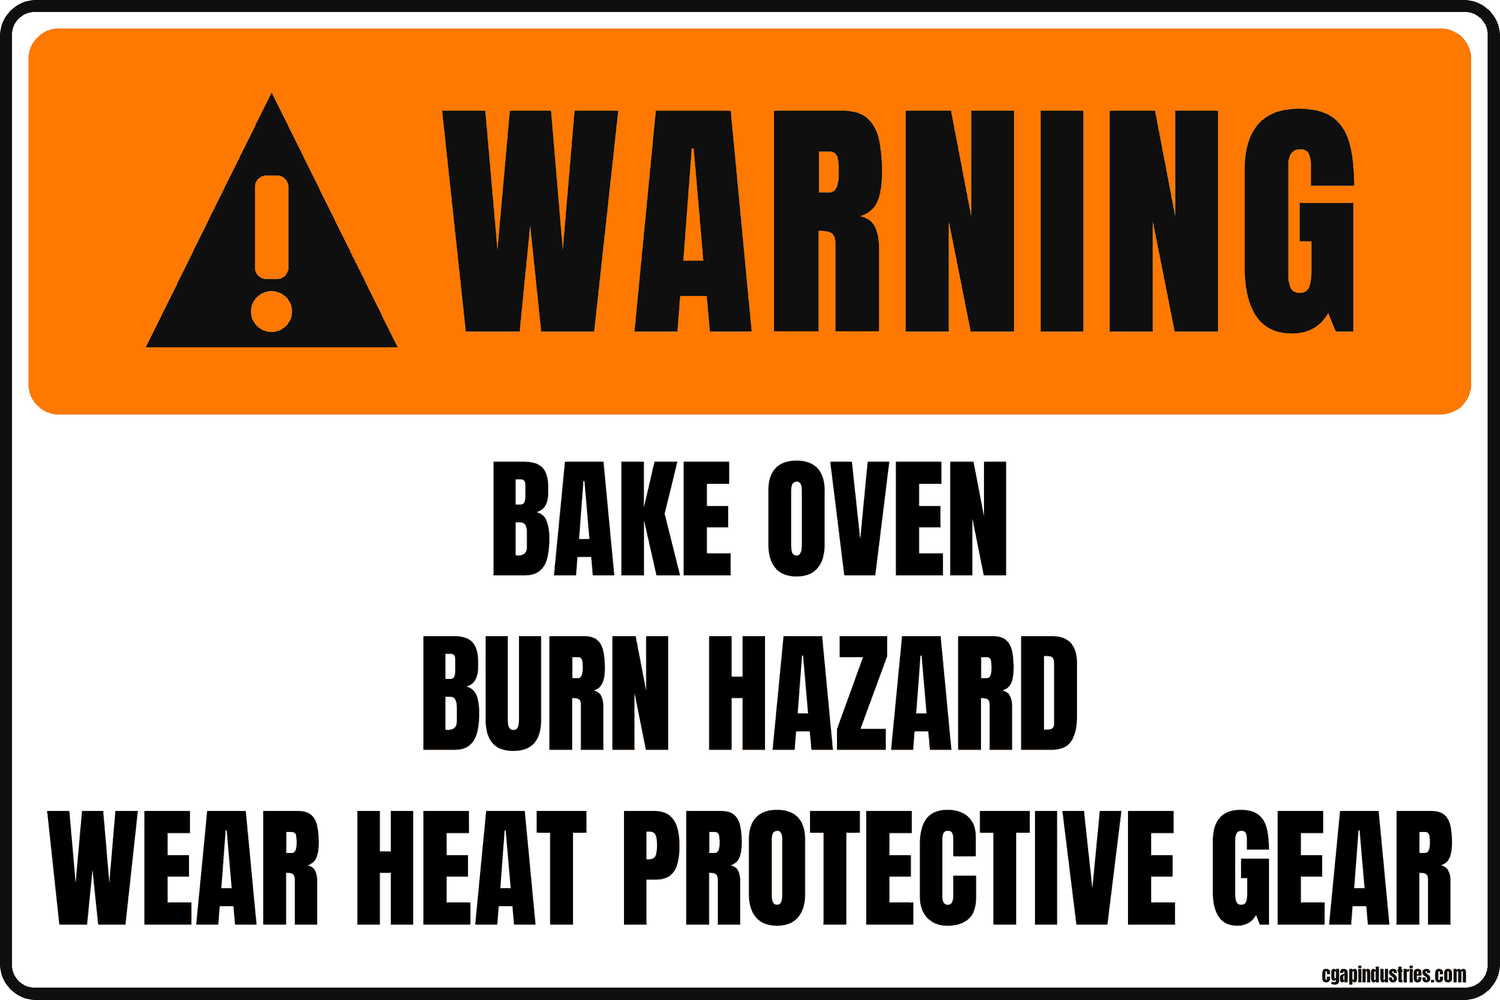 WARNING
BAKE OVEN
BURN HAZARD
WEAR HEAT PROTECTIVE GEAR
cgapindustries.com